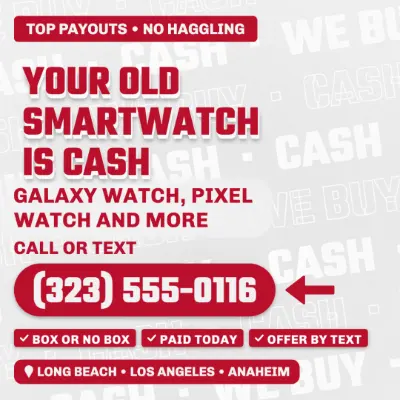 TOP PAYOUTS • NO HAGGLING
YOUR OLD
SMARTWATCH
IS CASH
GALAXY WATCH, PIXEL
WATCH AND MORE
CALL OR TEXT
(323) 555-0116
✓ BOX OR NO BOX ✓ PAID TODAY ✓ OFFER BY TEXT
LONG BEACH • LOS ANGELES • ANAHEIM